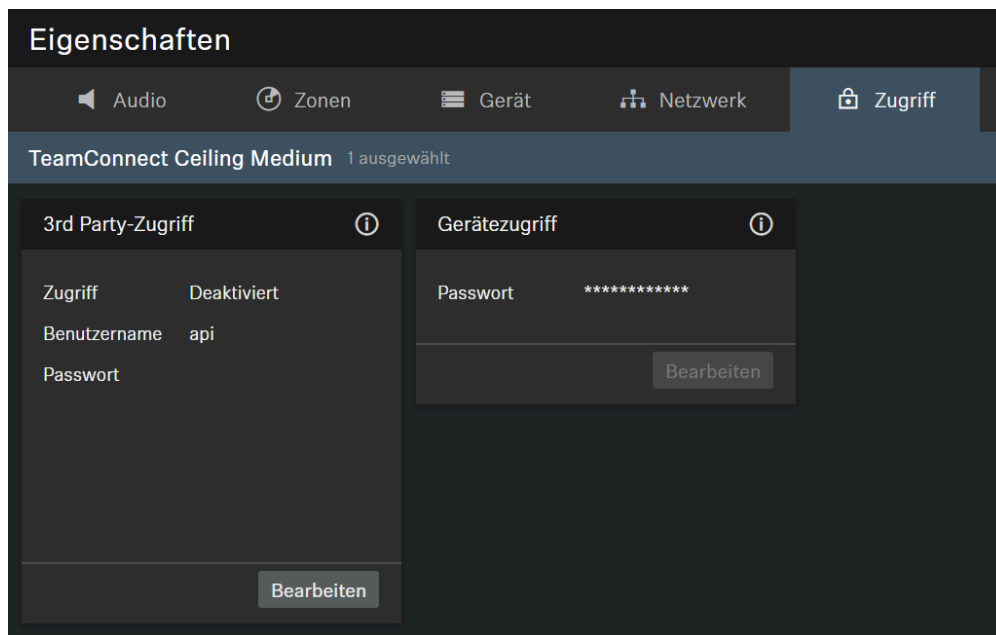 Eigenschaften
Audio Zonen Gerät Netzwerk Zugriff
TeamConnect Ceiling Medium 1 ausgewählt
3rd Party-Zugriff
Zugriff Deaktiviert
Benutzername api
Passwort
Bearbeiten
Gerätezugriff
Passwort ************
Bearbeiten